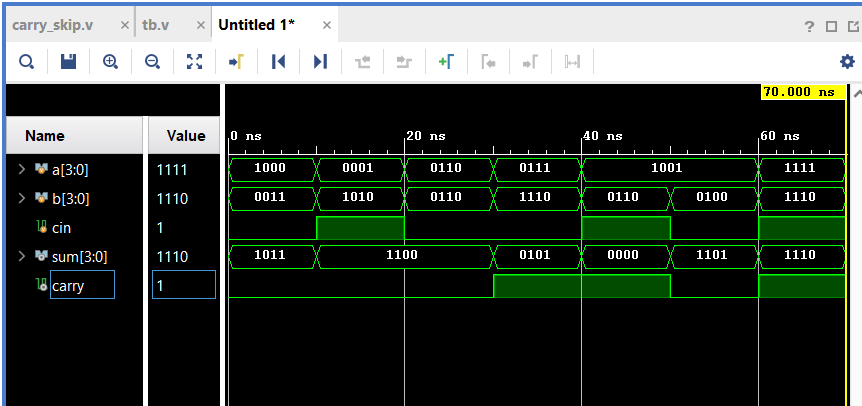 carry_skip.v × tb.v × Untitled 1* ×
70.000 ns
Name Value
0 ns 20 ns 40 ns 60 ns
a[3:0] 1111 1000 0001 0110 0111 1001 1111
b[3:0] 1110 0011 1010 0110 1110 0110 0100 1110
cin 1
sum[3:0] 1110 1011 1100 0101 0000 1101 1110
carry 1